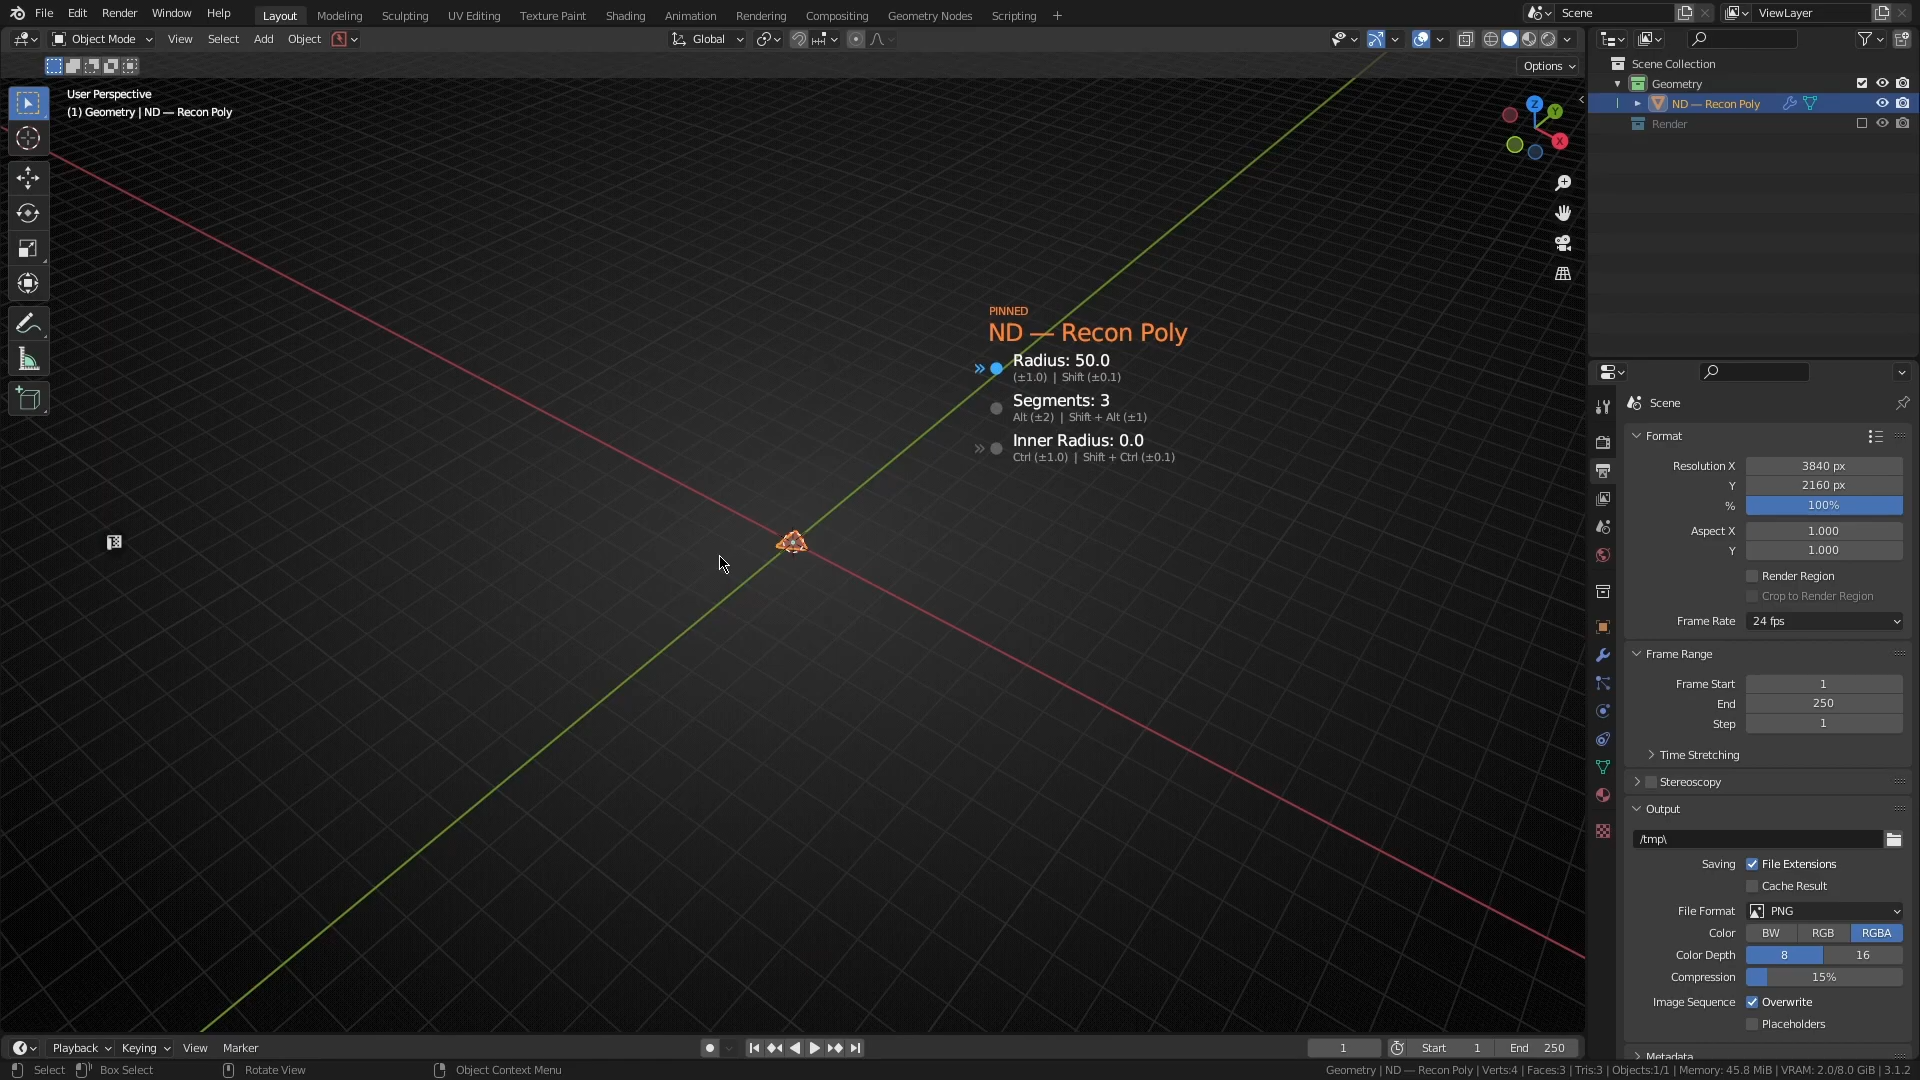 File Edit Render Window Help
Layout Modeling Sculpting UV Editing Texture Paint Shading Animation Rendering Compositing Geometry Nodes Scripting +
Scene
ViewLayer
Object Mode View Select Add Object
Global
Options
User Perspective
(1) Geometry | ND — Recon Poly
Z
Y
X
PINNED
ND — Recon Poly
Radius: 50.0
(±1.0) | Shift (±0.1)
Segments: 3
Alt (±2) | Shift + Alt (±1)
Inner Radius: 0.0
Ctrl (±1.0) | Shift + Ctrl (±0.1)
Scene Collection
Geometry
ND — Recon Poly
Render
Scene
Format
Resolution X 3840 px
Y 2160 px
% 100%
Aspect X 1.000
Y 1.000
Render Region
Crop to Render Region
Frame Rate 24 fps
Frame Range
Frame Start 1
End 250
Step 1
Time Stretching
Stereoscopy
Output
/tmp\
Saving File Extensions
Cache Result
File Format PNG
Color BW RGB RGBA
Color Depth 8 16
Compression 15%
Image Sequence Overwrite
Placeholders
Metadata
Playback Keying View Marker
1 Start 1 End 250
Select Box Select Rotate View Object Context Menu
Geometry | ND — Recon Poly | Verts:4 | Faces:3 | Tris:3 | Objects:1/1 | Memory: 45.8 MiB | VRAM: 2.0/8.0 GiB | 3.1.2